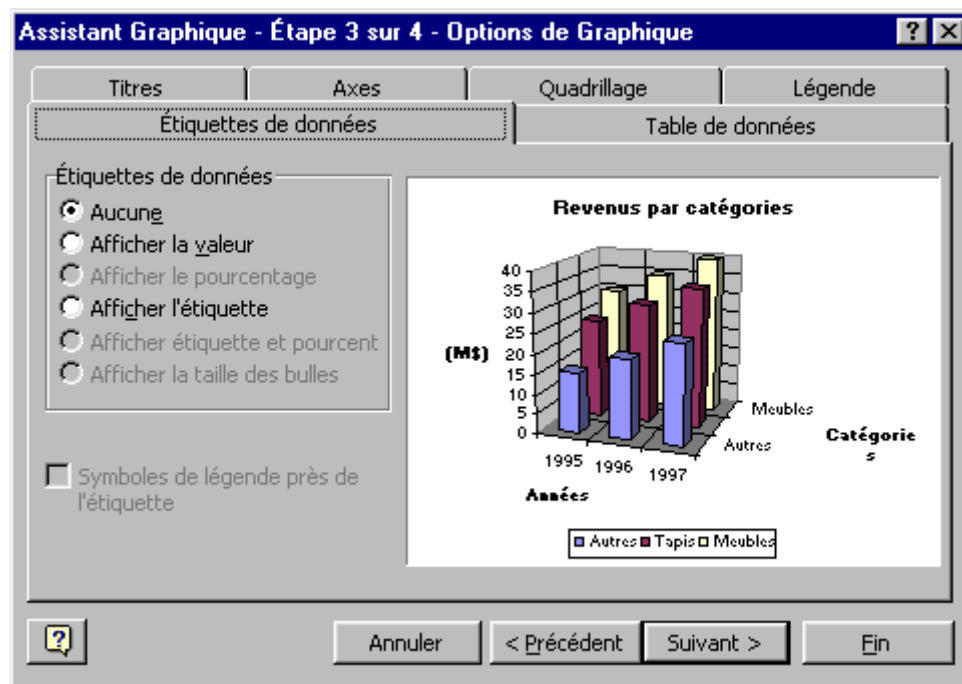 Assistant Graphique - Étape 3 sur 4 - Options de Graphique
Titres
Axes
Quadrillage
Légende
Étiquettes de données
Table de données
Étiquettes de données
Aucune
Afficher la valeur
Afficher le pourcentage
Afficher l'étiquette
Afficher étiquette et pourcent
Afficher la taille des bulles
Symboles de légende près de
l'étiquette
Revenus par catégories
40
35
30
25
20
15
10
5
0
(M$)
1995
1996
1997
Années
Meubles
Autres
Catégorie
s
Autres Tapis Meubles
? Annuler < Précédent Suivant > Fin